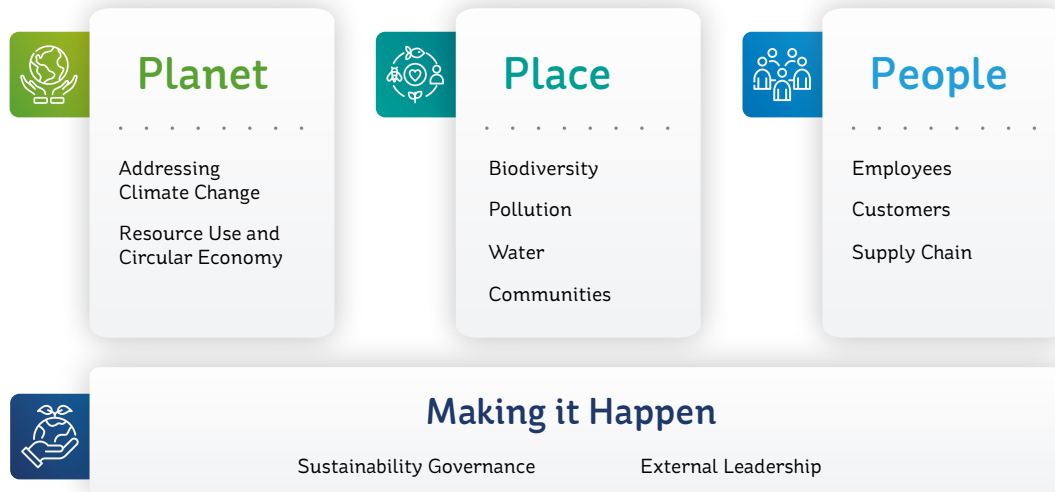 Planet
Addressing
Climate Change
Resource Use and
Circular Economy
Place
Biodiversity
Pollution
Water
Communities
People
Employees
Customers
Supply Chain
Making it Happen
Sustainability Governance
External Leadership